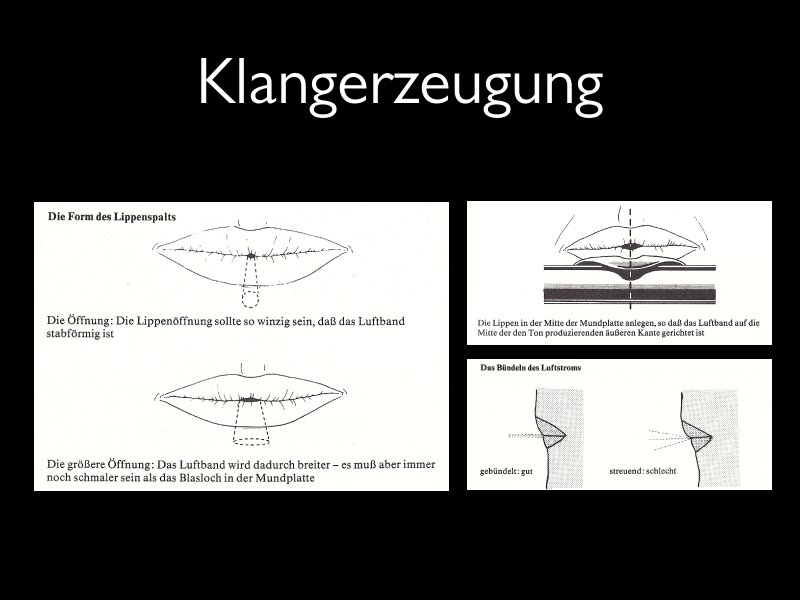 Klangerzeugung
Die Form des Lippenspalts
Die Öffnung: Die Lippenöffnung sollte so winzig sein, daß das Luftband
stabförmig ist
Die größere Öffnung: Das Luftband wird dadurch breiter – es muß aber immer
noch schmaler sein als das Blasloch in der Mundplatte
Die Lippen in der Mitte der Mundplatte anlegen, so daß das Luftband auf die
Mitte der den Ton produzierenden äußeren Kante gerichtet ist
Das Bündeln des Luftstroms
gebündelt: gut
streuend: schlecht